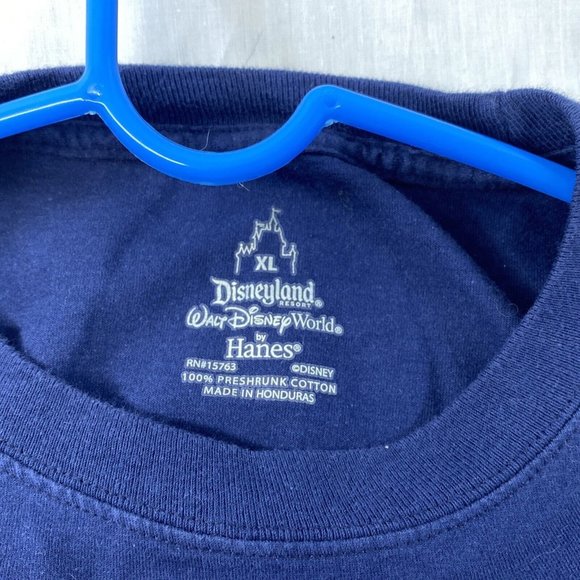 XL
Disneyland®
RESORT
Walt Disney World®
by
Hanes®
RN#15763 ©DISNEY
100% PRESHRUNK COTTON
MADE IN HONDURAS